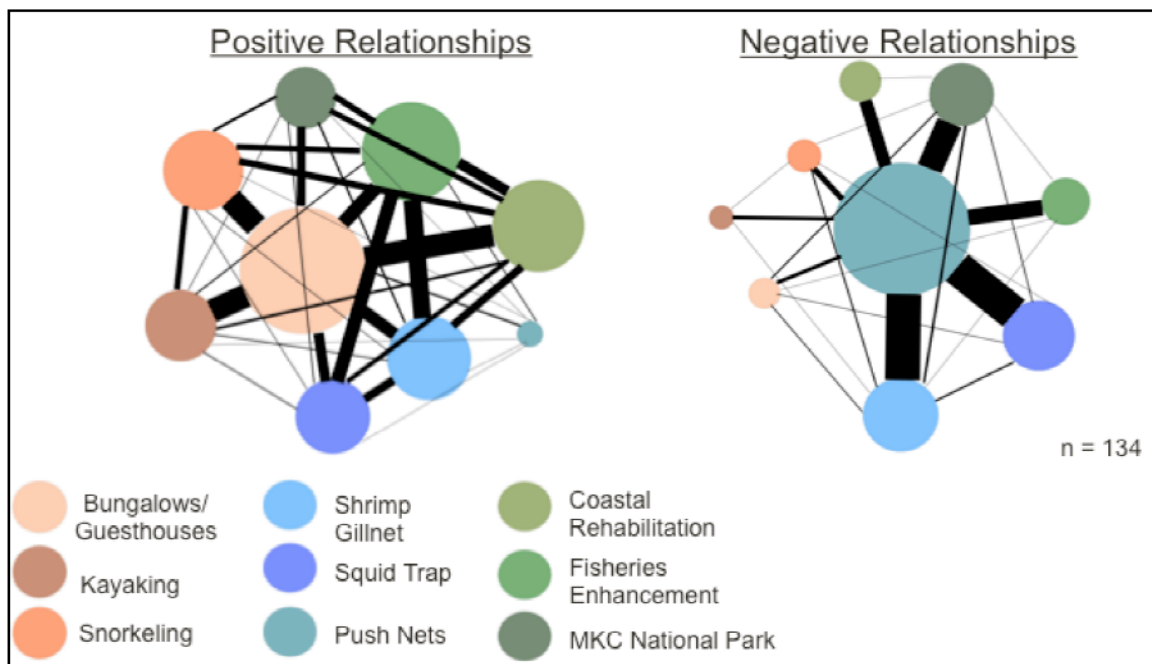 Positive Relationships
Negative Relationships
n = 134
Bungalows/
Guesthouses
Kayaking
Snorkeling
Shrimp
Gillnet
Squid Trap
Push Nets
Coastal
Rehabilitation
Fisheries
Enhancement
MKC National Park